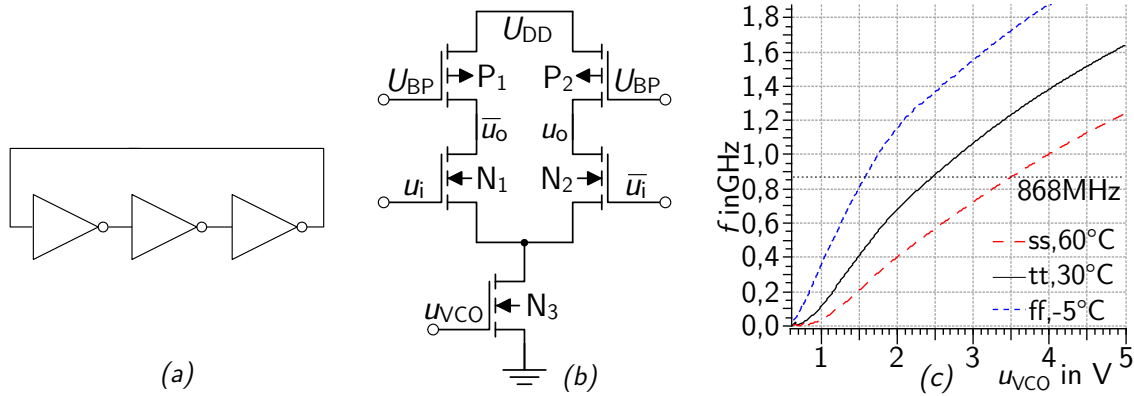 (a)
U_DD
U_BP P₁ P₂ U_BP
u̅_o u_o
u_i N₁ N₂ u̅_i
u_VCO N₃
(b)
f in GHz
1,8
1,6
1,4
1,2
1,0
0,8
0,6
0,4
0,2
0,0
868MHz
ss,60°C
tt,30°C
ff,-5°C
1 2 3 4 5
(c) u_VCO in V